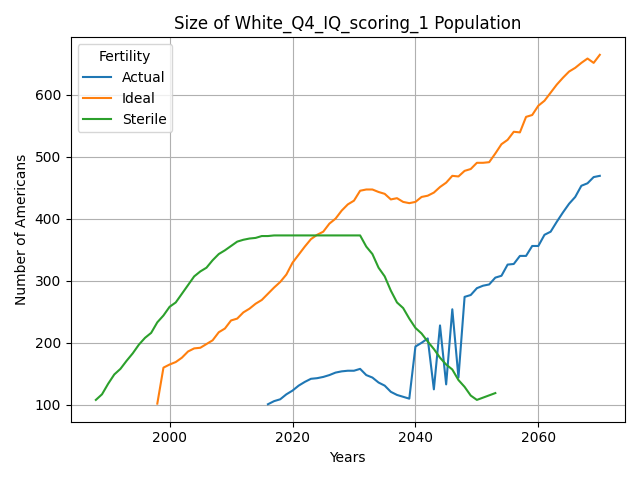 Size of White_Q4_IQ_scoring_1 Population
Fertility
Actual
Ideal
Sterile
Number of Americans
600
500
400
300
200
100
2000
2020
2040
2060
Years